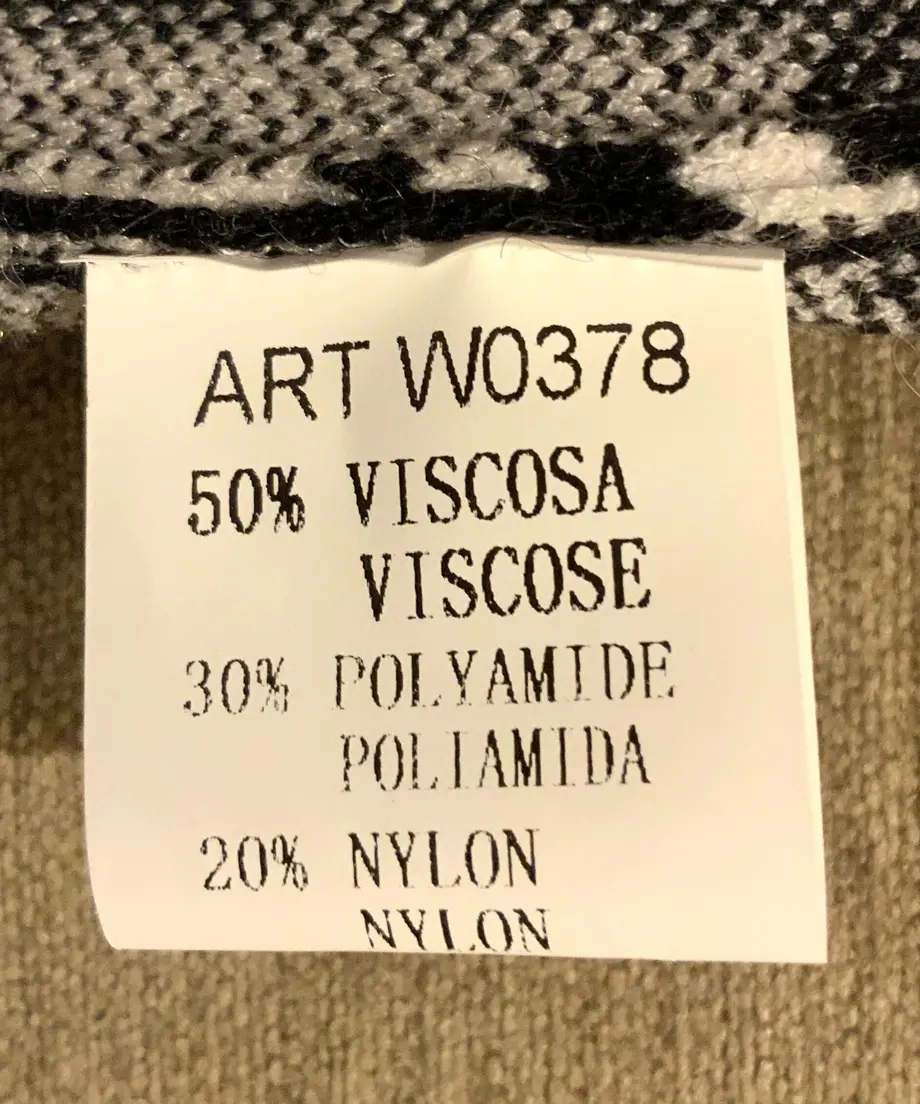 ART W0378
50% VISCOSA
VISCOSE
30% POLYAMIDE
POLIAMIDA
20% NYLON
NYLON